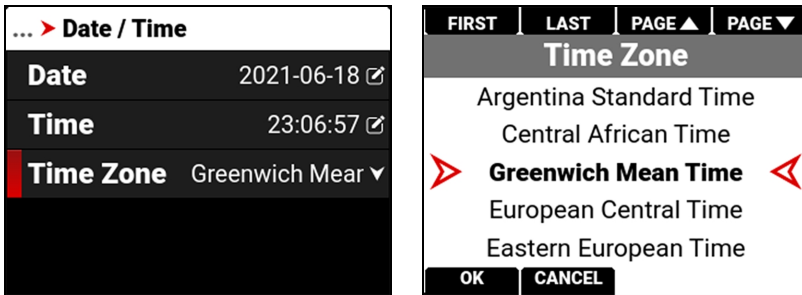 ... Date / Time
Date 2021-06-18
Time 23:06:57
Time Zone Greenwich Mear
FIRST LAST PAGE PAGE
Time Zone
Argentina Standard Time
Central African Time
Greenwich Mean Time
European Central Time
Eastern European Time
OK CANCEL